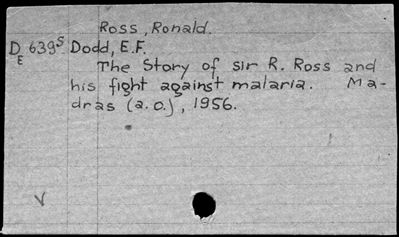 Ross, Ronald.
D 639S Dodd, E.F.
E
The Story of sir R. Ross and
his fight against malaria. Ma-
dras (a.o.), 1956.
V